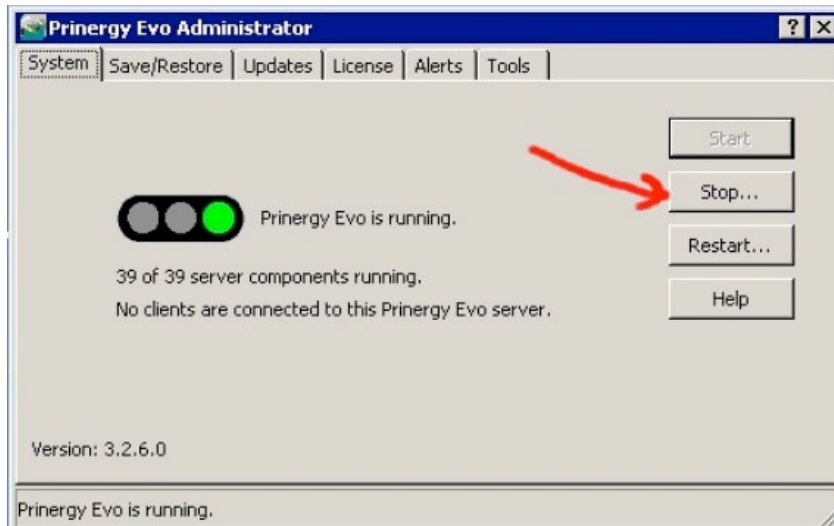 Prinergy Evo Administrator
System Save/Restore Updates License Alerts Tools
Start
Stop...
Prinergy Evo is running.
Restart...
39 of 39 server components running.
Help
No clients are connected to this Prinergy Evo server.
Version: 3.2.6.0
Prinergy Evo is running.